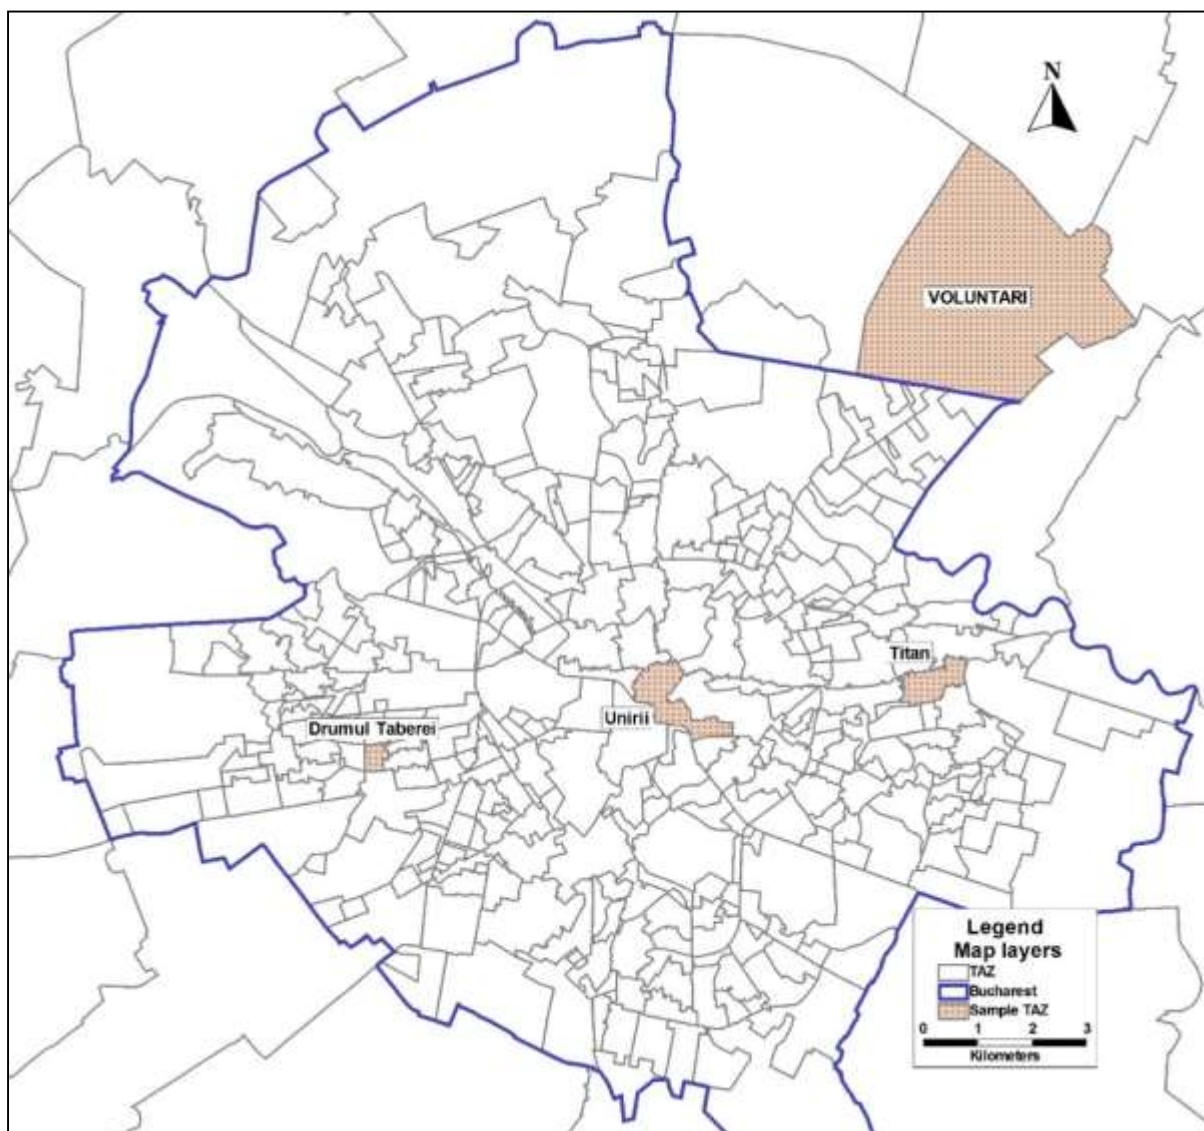 N
VOLUNTARI
Titan
Unirii
Drumul Taberei
Legend
Map layers
TAZ
Bucharest
Sample TAZ
0 1 2 3
Kilometers